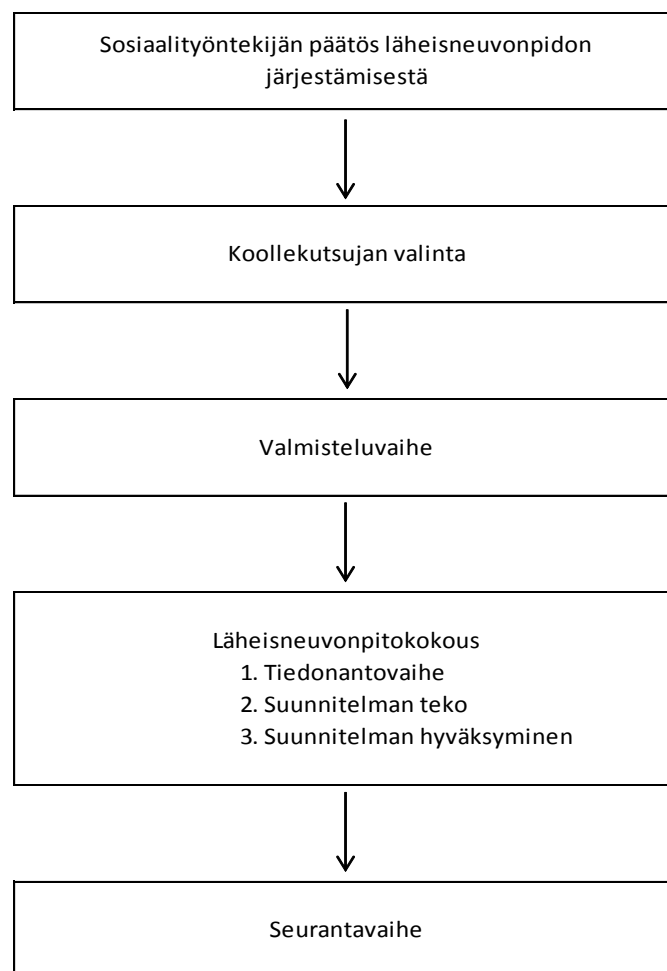 Sosiaalityöntekijän päätös läheisneuvonpidon
järjestämisestä
Koollekutsujan valinta
Valmisteluvaihe
Läheisneuvonpitokokous
1. Tiedonantovaihe
2. Suunnitelman teko
3. Suunnitelman hyväksyminen
Seurantavaihe